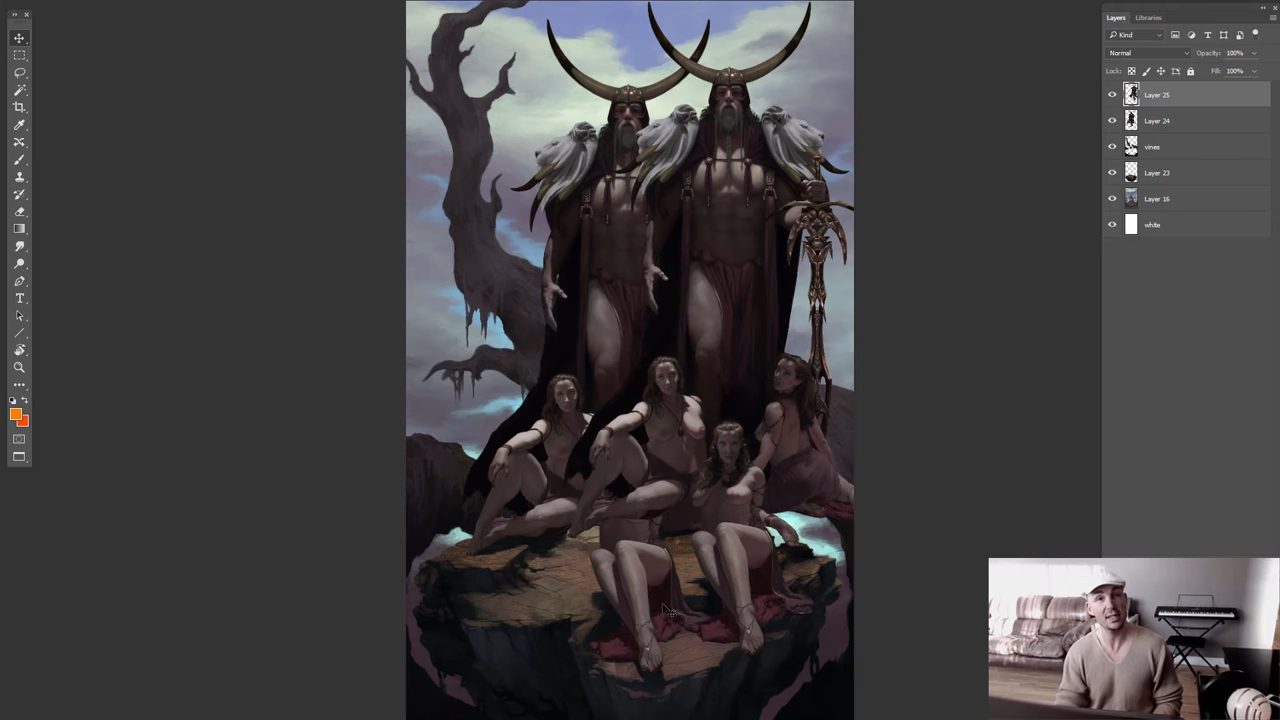 Layers Libraries
Kind
Normal Opacity: 100%
Lock: Fill: 100%
Layer 25
Layer 24
vines
Layer 23
Layer 16
white